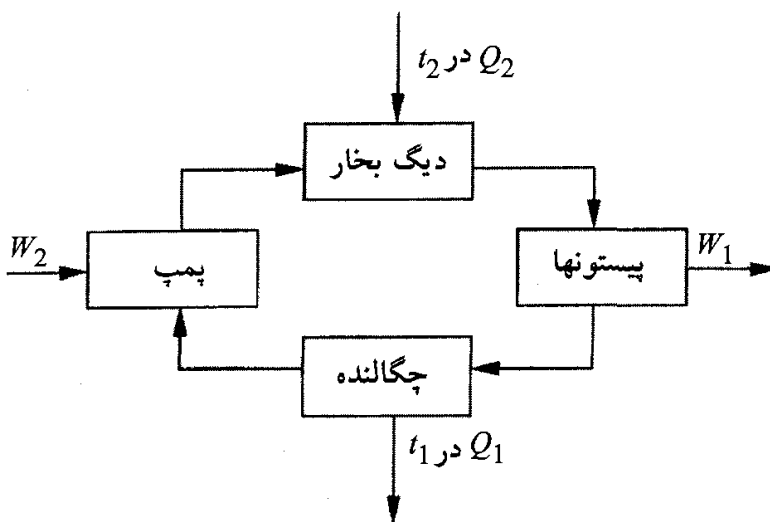 Q₂ در t₂
دیگ بخار
W₂
پمپ
پیستونها
W₁
چگالنده
Q₁ در t₁